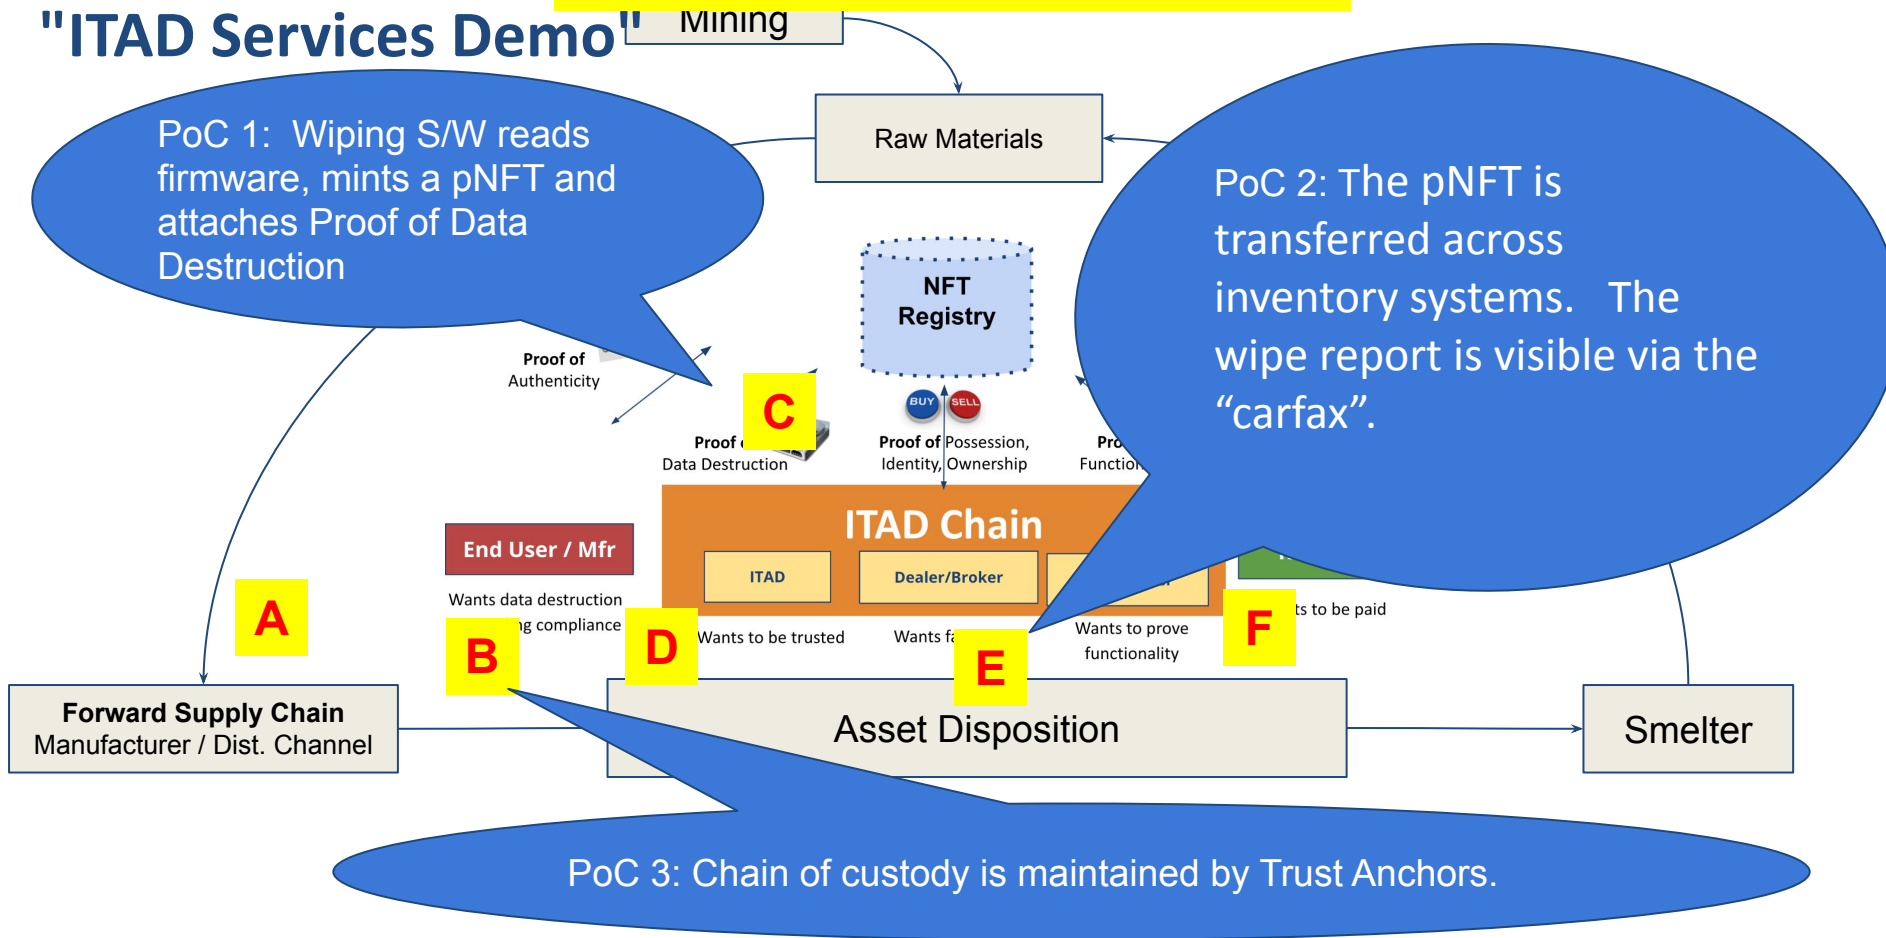 "ITAD Services Demo"
Mining
PoC 1:  Wiping S/W reads
firmware, mints a pNFT and
attaches Proof of Data
Destruction
Raw Materials
PoC 2: The pNFT is
transferred across
inventory systems.   The
wipe report is visible via the
“carfax”.
NFT
Registry
Proof of
Authenticity
BUY
SELL
C
Proof
Data Destruction
Proof of Possession,
Identity, Ownership
ITAD Chain
End User / Mfr
ITAD
Dealer/Broker
Wants data destruction
compliance
Wants to be trusted
Wants
Wants to prove
functionality
to be paid
A
B
D
E
F
Forward Supply Chain
Manufacturer / Dist. Channel
Asset Disposition
Smelter
PoC 3: Chain of custody is maintained by Trust Anchors.